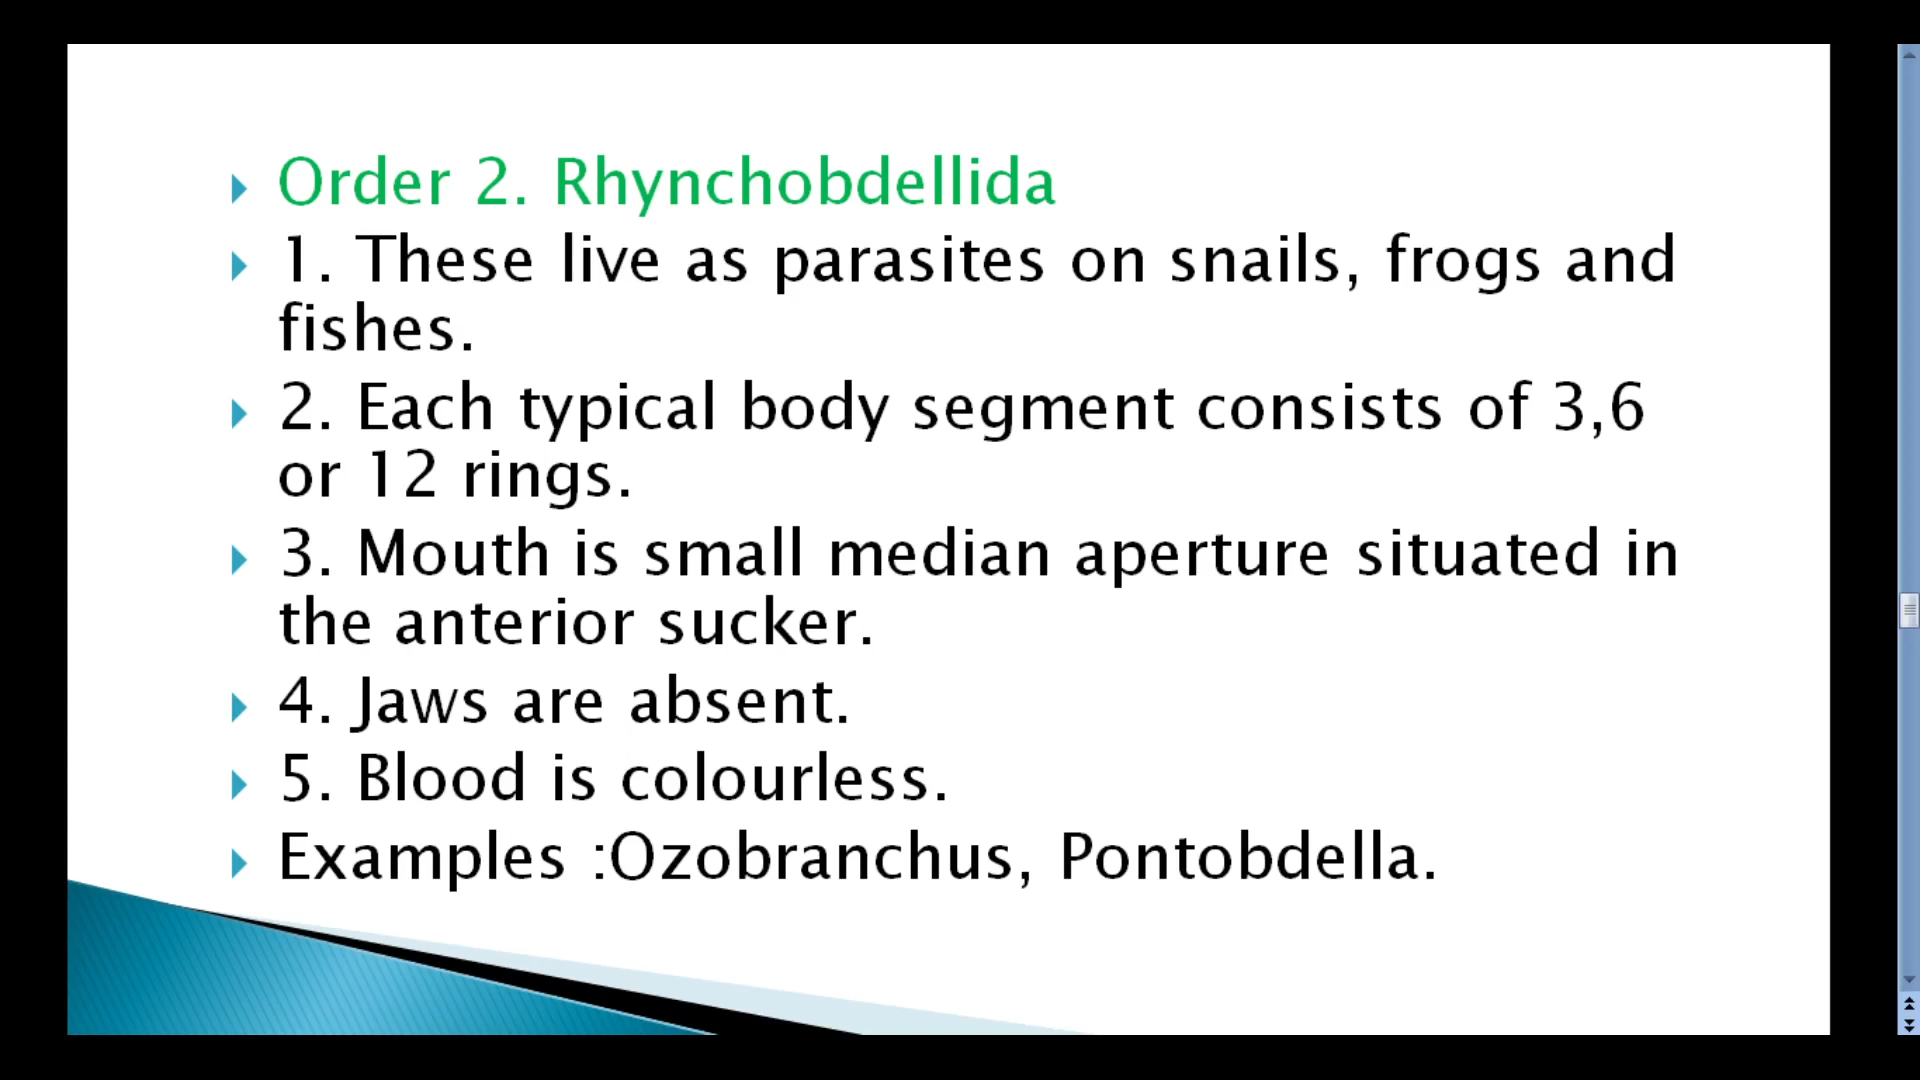 Order 2. Rhynchobdellida
1. These live as parasites on snails, frogs and
fishes.
2. Each typical body segment consists of 3,6
or 12 rings.
3. Mouth is small median aperture situated in
the anterior sucker.
4. Jaws are absent.
5. Blood is colourless.
Examples :Ozobranchus, Pontobdella.